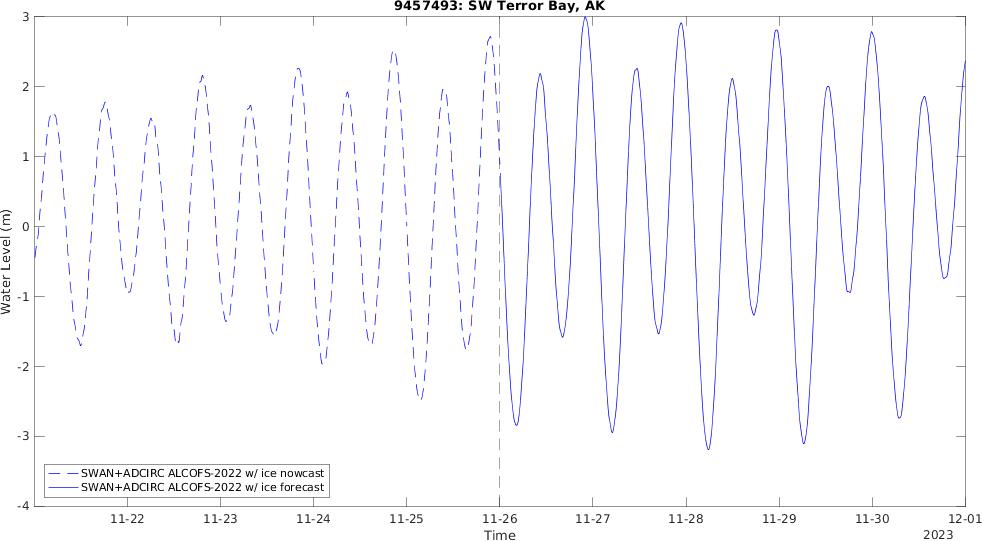 9457493: SW Terror Bay, AK
3
2
1
0
-1
-2
-3
-4
Water Level (m)
SWAN+ADCIRC ALCOFS-2022 w/ ice nowcast
SWAN+ADCIRC ALCOFS-2022 w/ ice forecast
11-22 11-23 11-24 11-25 11-26 11-27 11-28 11-29 11-30 12-01
Time
2023